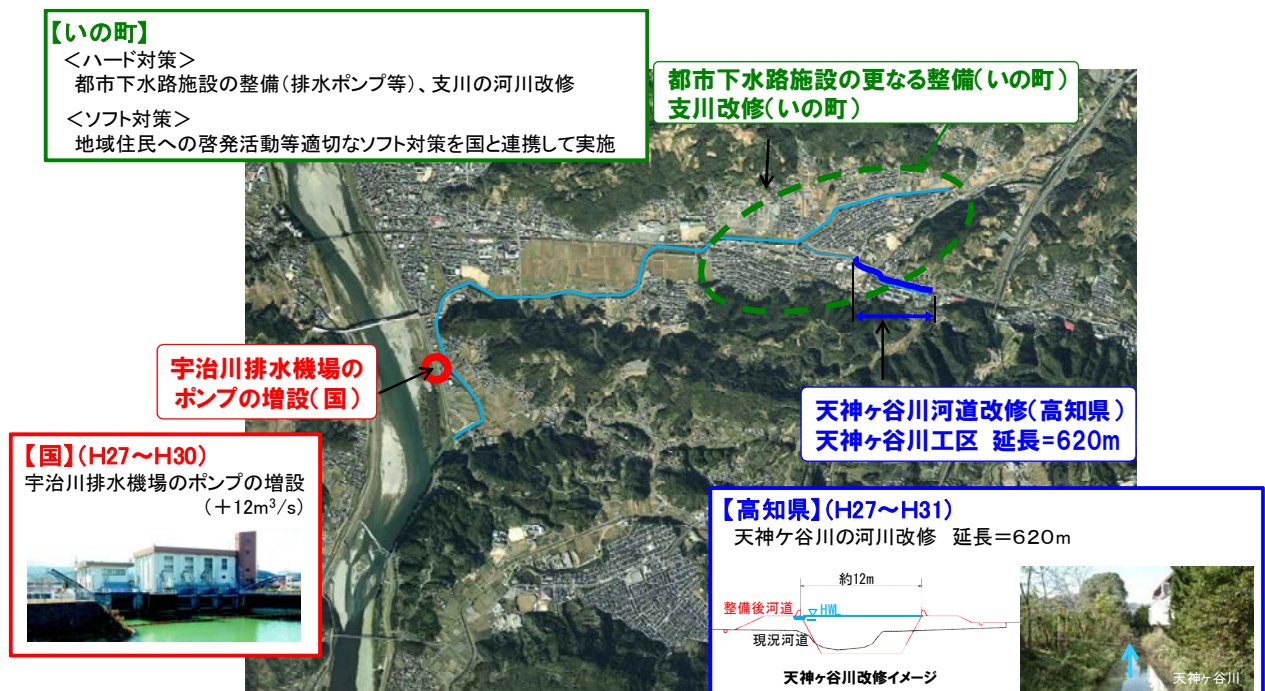 【いの町】
＜ハード対策＞
都市下水路施設の整備(排水ポンプ等)、支川の河川改修
＜ソフト対策＞
地域住民への啓発活動等適切なソフト対策を国と連携して実施
都市下水路施設の更なる整備(いの町)
支川改修(いの町)
宇治川排水機場の
ポンプの増設(国)
天神ヶ谷川河道改修(高知県)
天神ヶ谷川工区 延長=620m
【国】(H27～H30)
宇治川排水機場のポンプの増設
(＋12m³/s)
【高知県】(H27～H31)
天神ケ谷川の河川改修 延長＝620m
約12m
整備後河道
HWL
現況河道
天神ヶ谷川改修イメージ
天神ヶ谷川